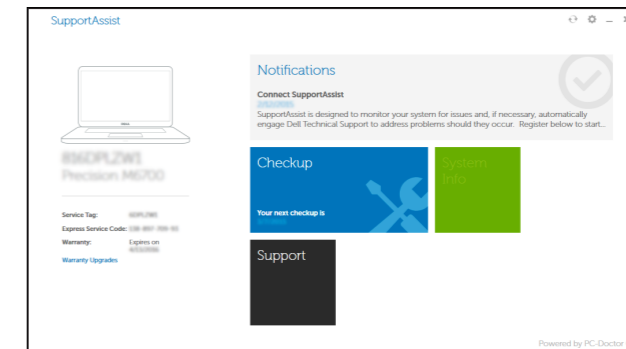 SupportAssist
Notifications
Connect SupportAssist
SupportAssist is designed to monitor your system for issues and, if necessary, automatically
engage Dell Technical Support to address problems should they occur. Register below to start...
Precision M6700
Checkup
System
Info
Your next checkup is
Service Tag:
Express Service Code:
Warranty: Expires on
Warranty Upgrades
Support
Powered by PC-Doctor